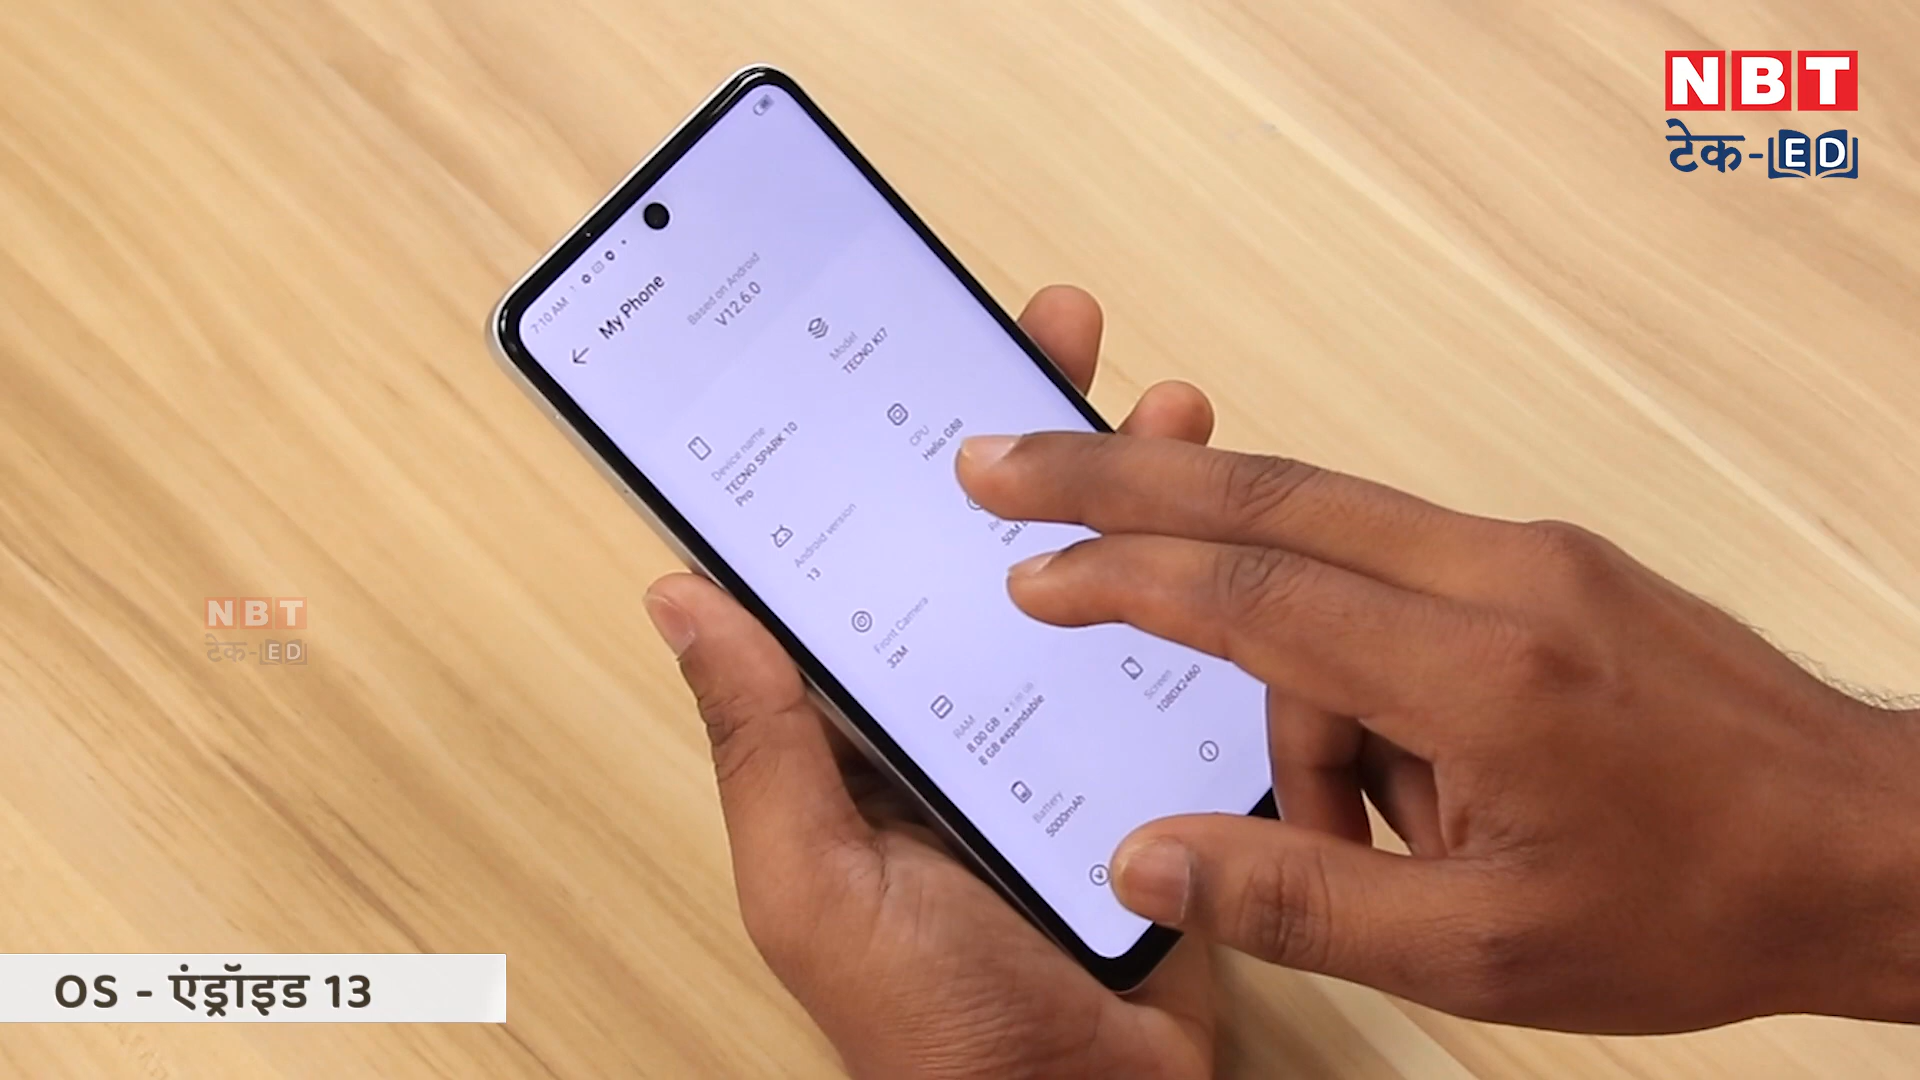 NBT
टेक-ED
7:10 AM
My Phone
Based on Android
V12.6.0
Model
TECNO KI7
Device name
TECNO SPARK 10
Pro
CPU
Helio G88
Android version
13
50M
Front Camera
32M
RAM
8.00 GB +
8 GB expandable
Screen
1080X2460
Battery
5000mAh
NBT
टेक-ED
OS - एंड्रॉइड 13